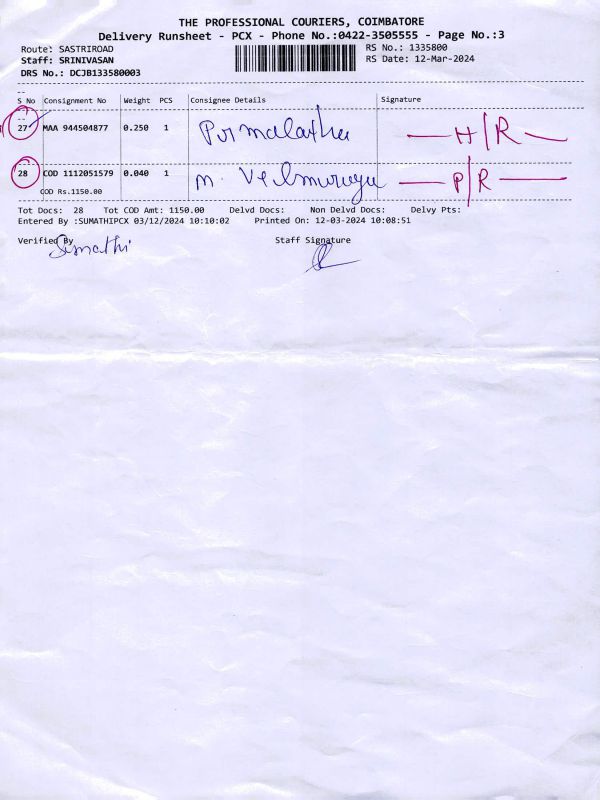 THE PROFESSIONAL COURIERS, COIMBATORE
Delivery Runsheet - PCX - Phone No.:0422-3505555 - Page No.:3
Route: SASTRIROAD
RS No.: 1335800
Staff: SRINIVASAN
RS Date: 12-Mar-2024
DRS No.: DCJB133580003
S No Consignment No Weight PCS Consignee Details Signature
27 MAA 944504877 0.250 1 H/R
28 COD 1112051579 0.040 1 M. Velmurugu P/R
COD Rs.1150.00
Tot Docs: 28 Tot COD Amt: 1150.00 Delvd Docs: Non Delvd Docs: Delvy Pts:
Entered By :SUMATHIPCX 03/12/2024 10:10:02 Printed On: 12-03-2024 10:08:51
Verified By Staff Signature
Sumathi